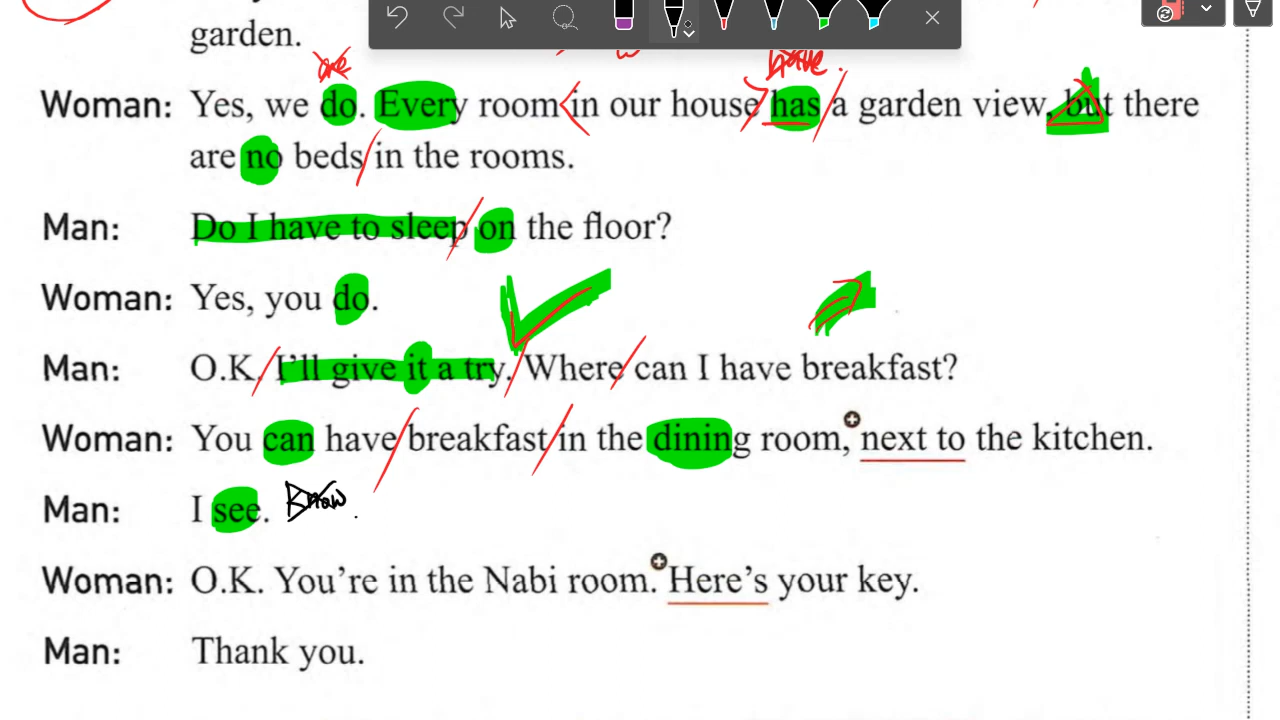 garden.
are
have.
Woman: Yes, we do. Every room in our house has a garden view, but there
are no beds in the rooms.
Man: Do I have to sleep on the floor?
Woman: Yes, you do.
Man: O.K. I'll give it a try. Where can I have breakfast?
Woman: You can have breakfast in the dining room, next to the kitchen.
Man: I see. Know.
Woman: O.K. You're in the Nabi room. Here's your key.
Man: Thank you.